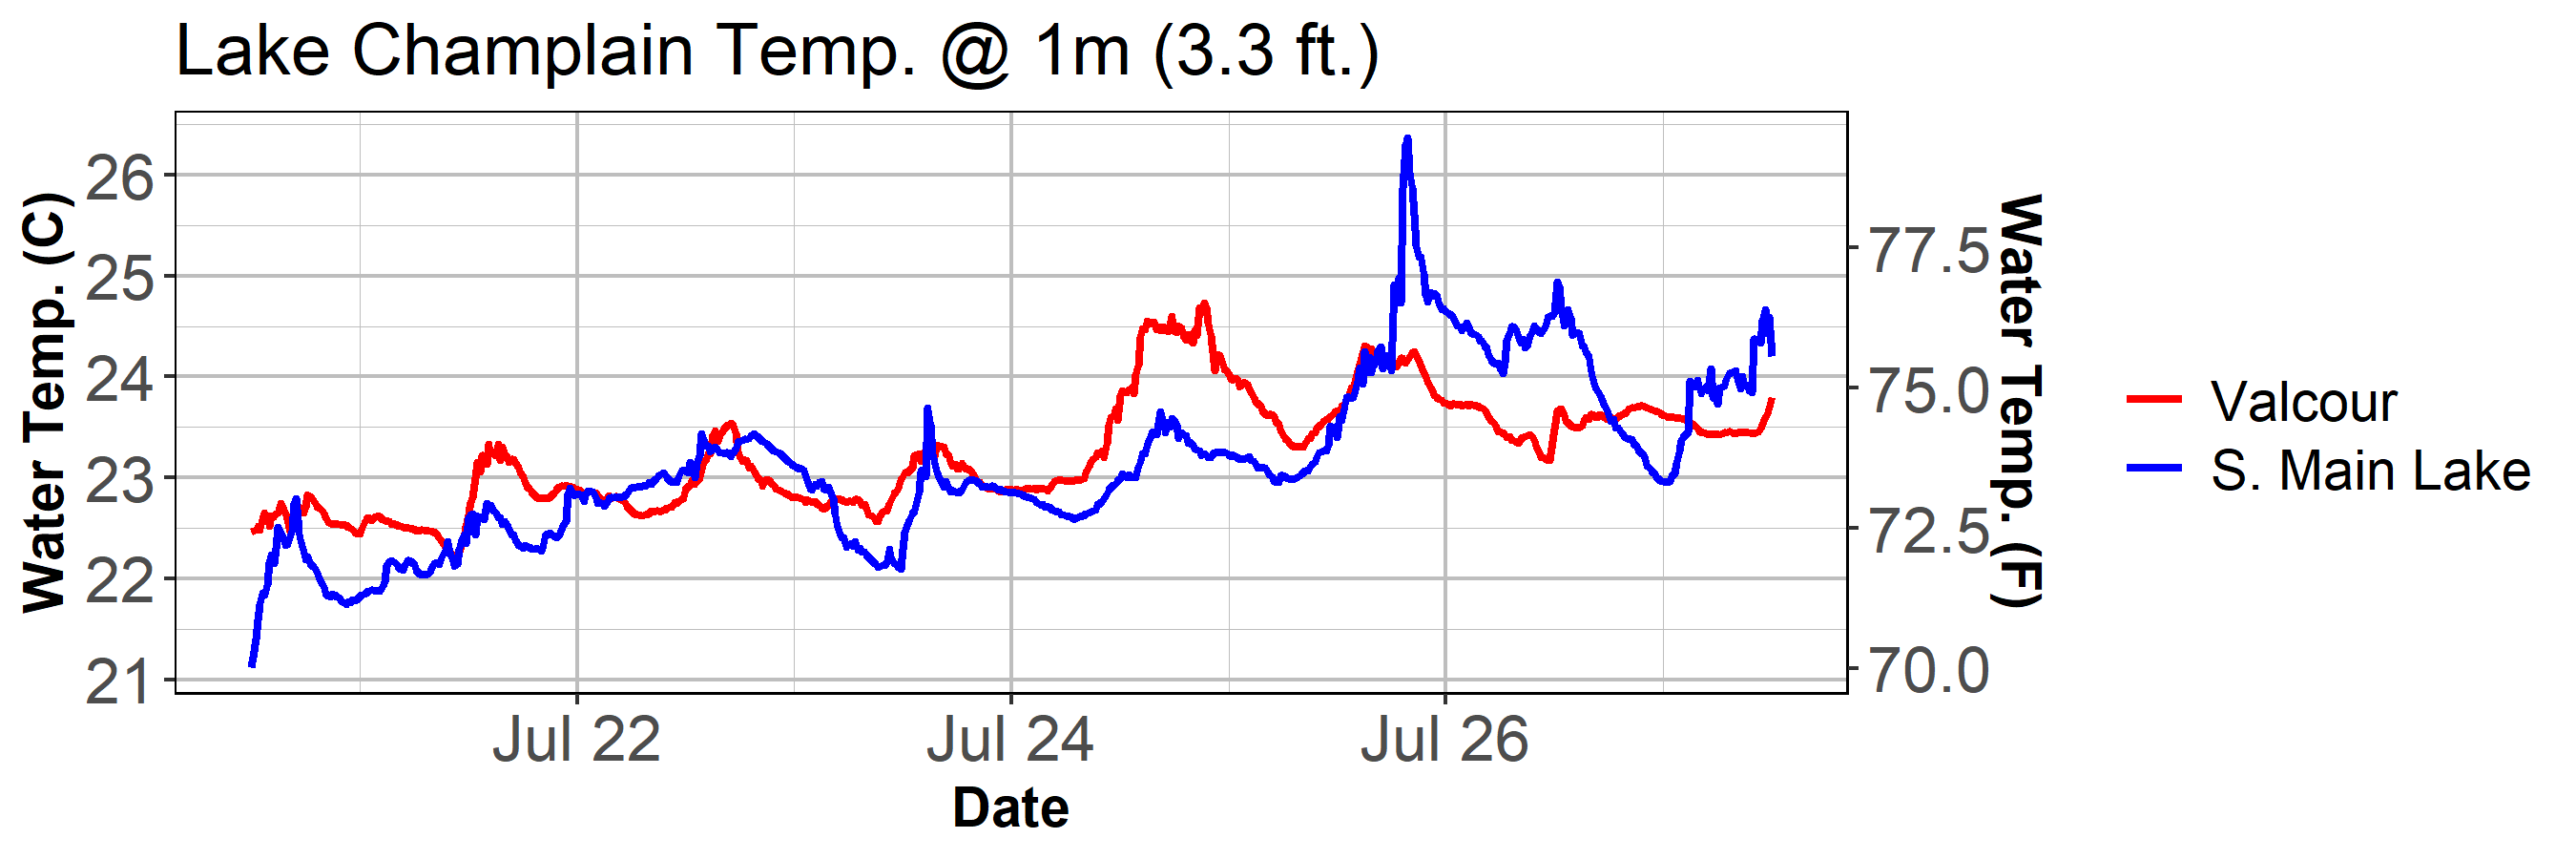 Lake Champlain Temp. @ 1m (3.3 ft.)
Water Temp. (C)
26
25
24
23
22
21
77.5
75.0
72.5
70.0
Water Temp. (F)
Jul 22
Jul 24
Jul 26
Date
Valcour
S. Main Lake